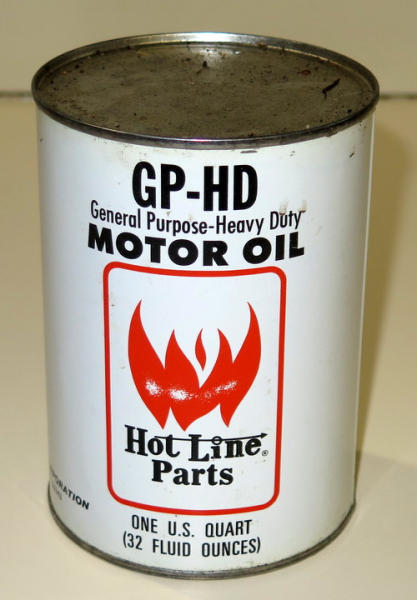 GP-HD
General Purpose-Heavy Duty
MOTOR OIL
Hot Line®
Parts
ONE U.S. QUART
(32 FLUID OUNCES)